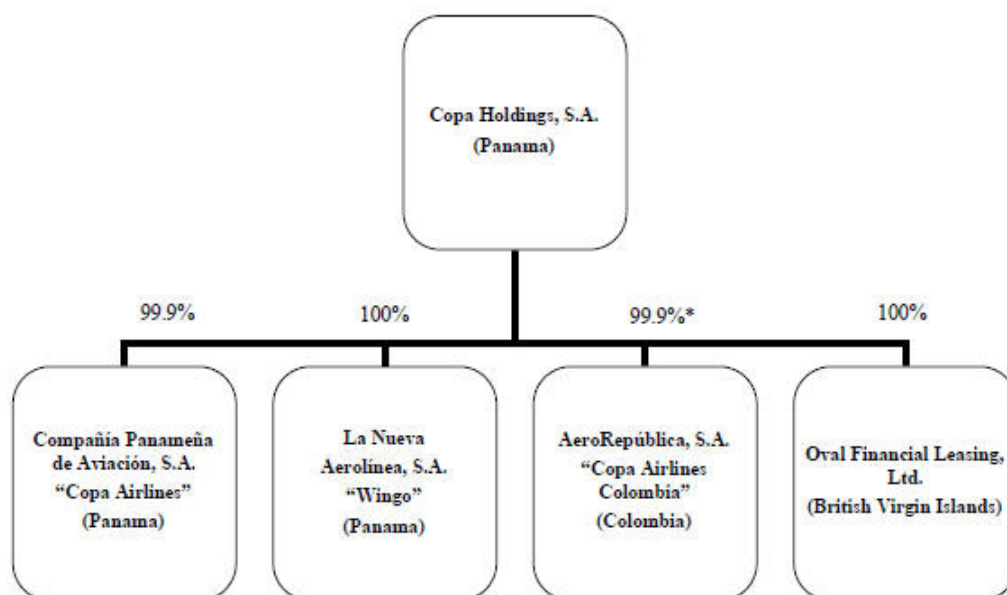 Copa Holdings, S.A.
(Panama)
99.9%
100%
99.9%*
100%
Compañía Panameña
de Aviación, S.A.
“Copa Airlines”
(Panama)
La Nueva
Aerolínea, S.A.
“Wingo”
(Panama)
AeroRepública, S.A.
“Copa Airlines
Colombia”
(Colombia)
Oval Financial Leasing,
Ltd.
(British Virgin Islands)